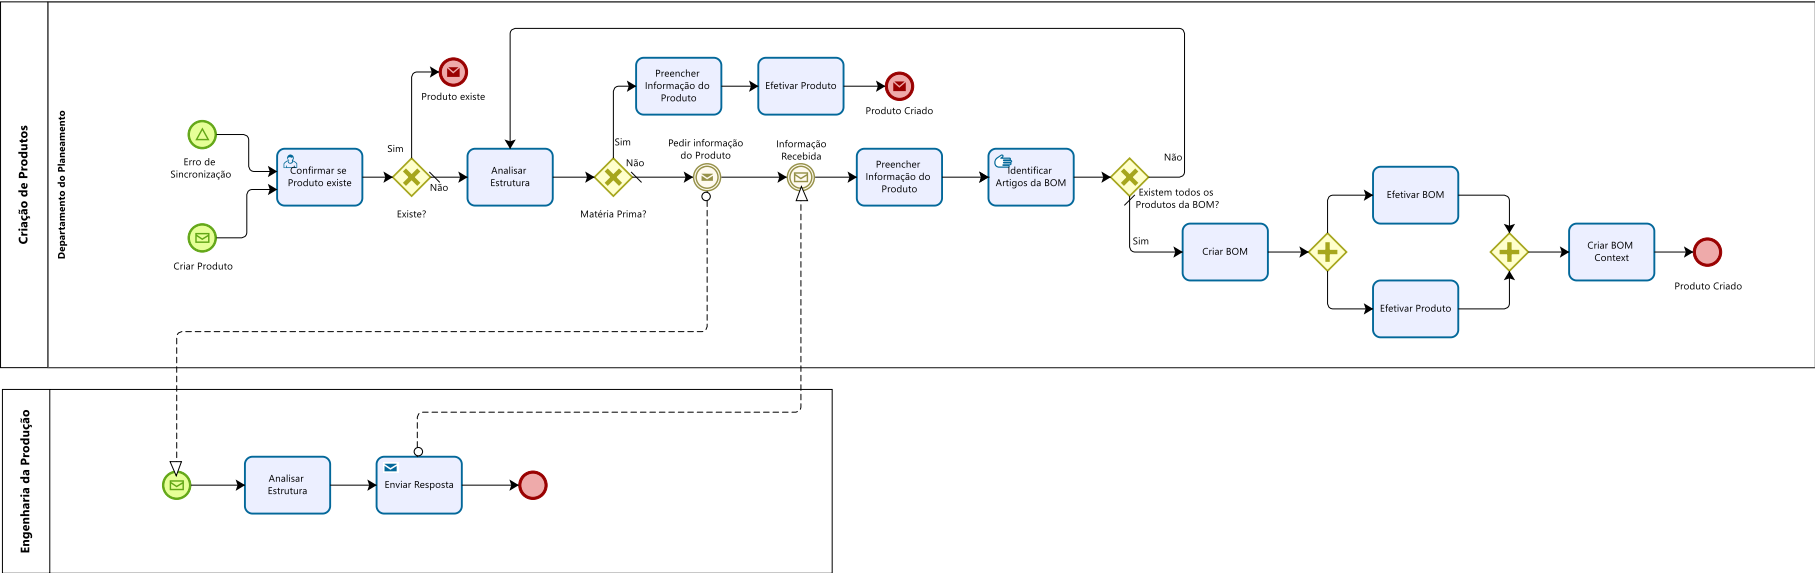 Criação de Produtos
Departamento do Planeamento
Erro de
Sincronização
Criar Produto
Confirmar se
Produto existe
Sim
Não
Existe?
Produto existe
Analisar
Estrutura
Sim
Não
Matéria Prima?
Preencher
Informação do
Produto
Efetivar Produto
Produto Criado
Pedir informação
do Produto
Informação
Recebida
Preencher
Informação do
Produto
Identificar
Artigos da BOM
Não
Existem todos os
Produtos da BOM?
Sim
Criar BOM
Efetivar BOM
Efetivar Produto
Criar BOM
Context
Produto Criado
Engenharia da Produção
Analisar
Estrutura
Enviar Resposta